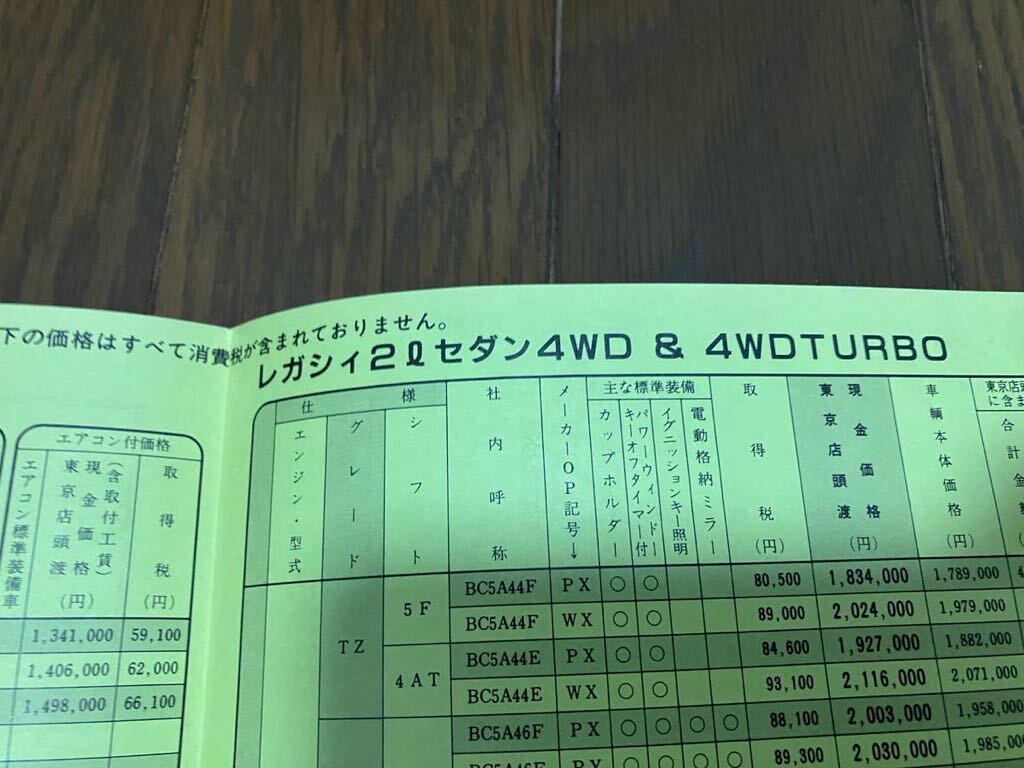 下の価格はすべて消費税が含まれておりません。
エアコン付価格
エアコン標準装備車
東京店頭渡現金価格(含取付工賃)(円)
取得税(円)
1,341,000 59,100
1,406,000 62,000
1,498,000 66,100
レガシィ2ℓセダン4WD & 4WDTURBO
仕様
エンジン・型式
グレード
シフト
社内呼称
メーカーOP記号↓
主な標準装備
カップホルダー
パワーウィンドーキーオフタイマー付
イグニッションキー照明
電動格納ミラー
取得税(円)
東京店頭渡現金価格(円)
車輌本体価格(円)
東京店頭
に含ま
合計金
TZ
5F
BC5A44F PX ○ ○ 80,500 1,834,000 1,789,000
BC5A44F WX ○ ○ 89,000 2,024,000 1,979,000
4AT
BC5A44E PX ○ ○ 84,600 1,927,000 1,882,000
BC5A44E WX ○ ○ 93,100 2,116,000 2,071,000
BC5A46F PX ○ ○ ○ ○ 88,100 2,003,000 1,958,000
89,300 2,030,000 1,985,000